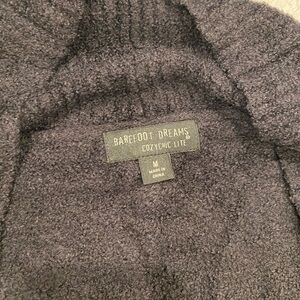 BAREFOOT DREAMS®
COZYCHIC LITE®
M
MADE IN
CHINA